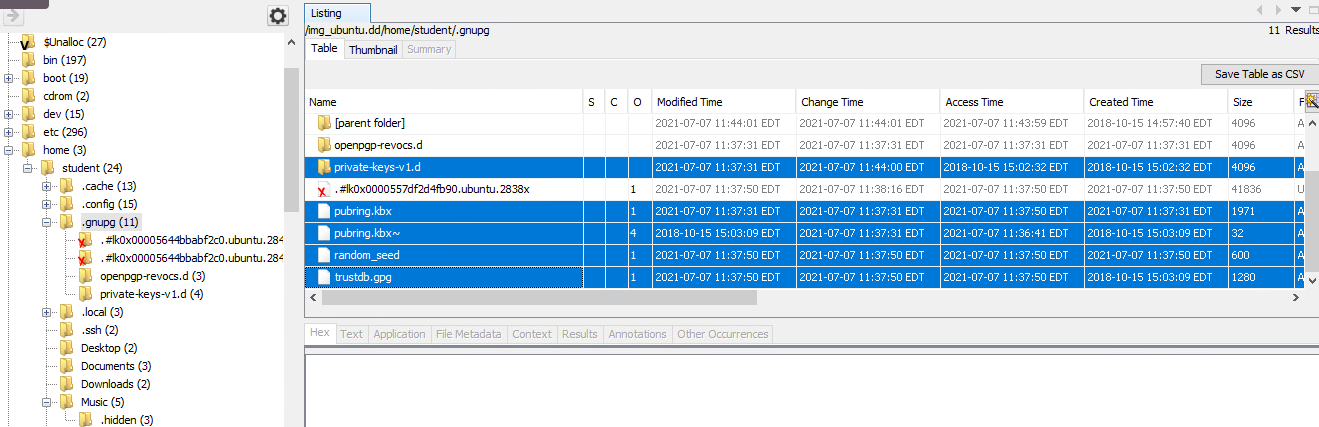 Listing
/img_ubuntu.dd/home/student/.gnupg
11 Results
Table Thumbnail Summary
Save Table as CSV
Name S C O Modified Time Change Time Access Time Created Time Size F
[parent folder] 2021-07-07 11:44:01 EDT 2021-07-07 11:44:01 EDT 2021-07-07 11:43:59 EDT 2018-10-15 14:57:40 EDT 4096 A
openpgp-revocs.d 2021-07-07 11:37:31 EDT 2021-07-07 11:37:31 EDT 2021-07-07 11:37:31 EDT 2021-07-07 11:37:31 EDT 4096 A
private-keys-v1.d 2021-07-07 11:37:31 EDT 2021-07-07 11:44:00 EDT 2018-10-15 15:02:32 EDT 2018-10-15 15:02:32 EDT 4096 A
.#lk0x0000557df2d4fb90.ubuntu.2838x 1 2021-07-07 11:37:50 EDT 2021-07-07 11:38:16 EDT 2021-07-07 11:37:50 EDT 2021-07-07 11:37:50 EDT 41836 U
pubring.kbx 1 2021-07-07 11:37:31 EDT 2021-07-07 11:37:31 EDT 2021-07-07 11:37:50 EDT 2021-07-07 11:37:31 EDT 1971 A
pubring.kbx~ 4 2018-10-15 15:03:09 EDT 2021-07-07 11:37:31 EDT 2021-07-07 11:36:41 EDT 2018-10-15 15:03:09 EDT 32 A
random_seed 1 2021-07-07 11:37:50 EDT 2021-07-07 11:37:50 EDT 2021-07-07 11:37:50 EDT 2021-07-07 11:37:50 EDT 600 A
trustdb.gpg 1 2021-07-07 11:37:31 EDT 2021-07-07 11:37:31 EDT 2021-07-07 11:37:50 EDT 2018-10-15 15:03:09 EDT 1280 A
Hex Text Application File Metadata Context Results Annotations Other Occurrences
$Unalloc (27)
bin (197)
boot (19)
cdrom (2)
dev (15)
etc (296)
home (3)
student (24)
.cache (13)
.config (15)
.gnupg (11)
.#lk0x00005644bbabf2c0.ubuntu.284
.#lk0x00005644bbabf2c0.ubuntu.284
openpgp-revocs.d (3)
private-keys-v1.d (4)
.local (3)
.ssh (2)
Desktop (2)
Documents (3)
Downloads (2)
Music (5)
.hidden (3)